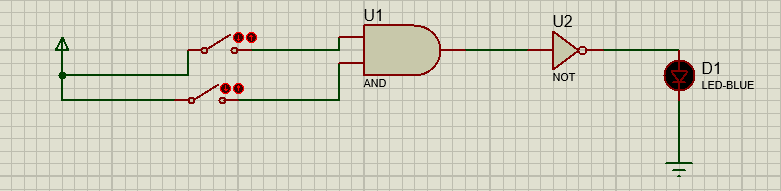 U1
AND
U2
NOT
D1
LED-BLUE